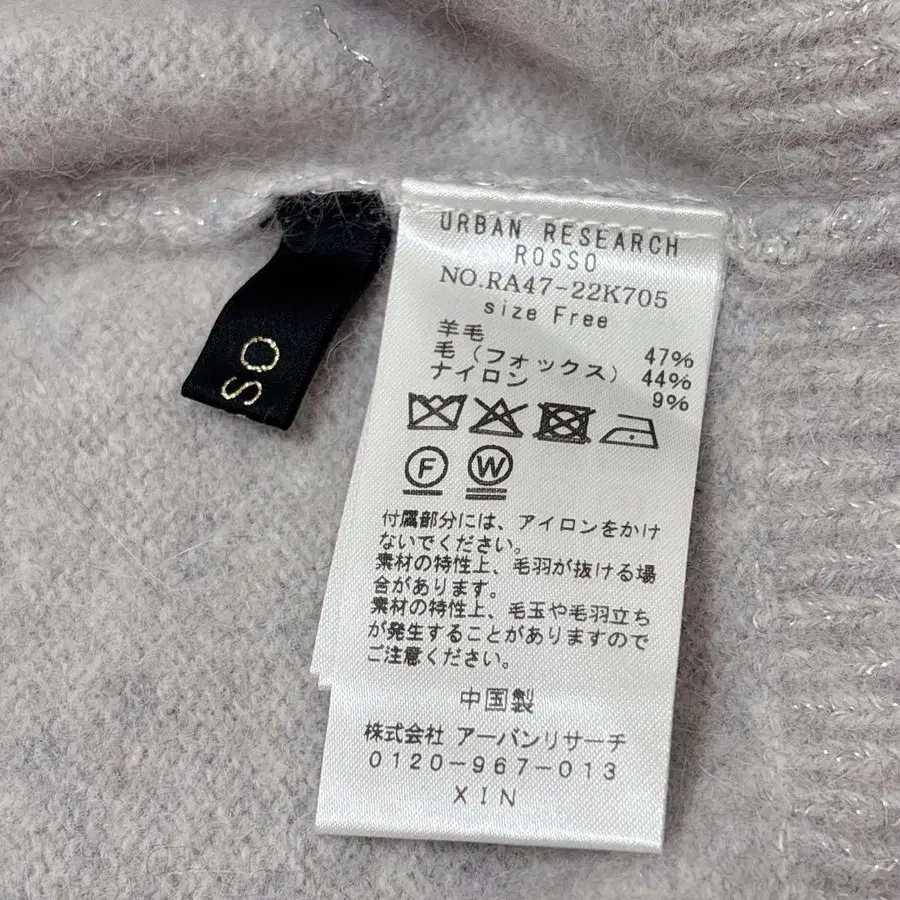 URBAN RESEARCH
ROSSO
NO.RA47-22K705
size Free
羊毛 47%
毛(フォックス) 44%
ナイロン 9%
F W
付属部分には、アイロンをかけ
ないでください。
素材の特性上、毛羽が抜ける場
合があります。
素材の特性上、毛玉や毛羽立ち
が発生することがありますので
ご注意ください。
中国製
株式会社 アーバンリサーチ
0120-967-013
XIN
SO